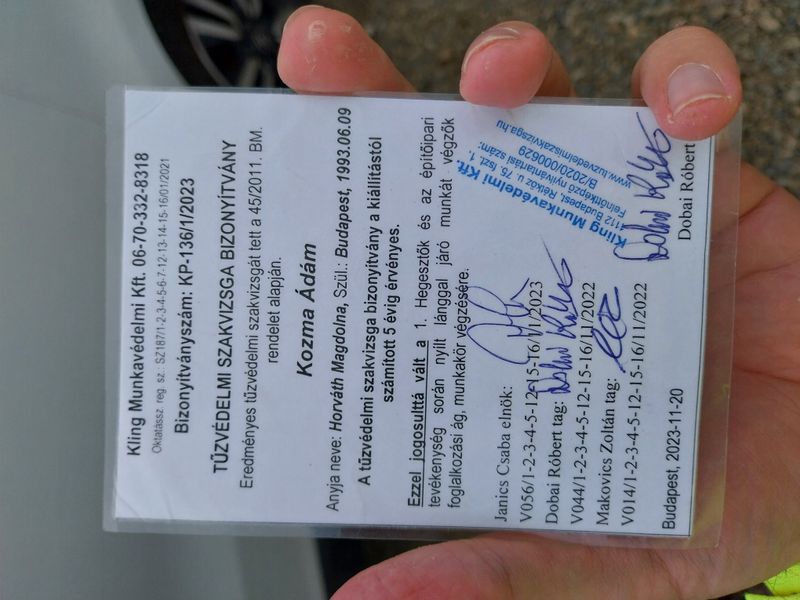 Kling Munkavédelmi Kft. 06-70-332-8318
Oktatássz. reg. sz.: SZ187/1-2-3-4-5-6-7-12-13-14-15-16/01/2021
Bizonyítványszám: KP-136/1/2023
TŰZVÉDELMI SZAKVIZSGA BIZONYÍTVÁNY
Eredményes tűzvédelmi szakvizsgát tett a 45/2011. BM.
rendelet alapján.
Kozma Ádám
Anyja neve: Horváth Magdolna, Szül.: Budapest, 1993.06.09
A tűzvédelmi szakvizsga bizonyítvány a kiállítástól
számított 5 évig érvényes.
Ezzel jogosulttá vált a 1. Hegesztők és az építőipari
tevékenység során nyílt lánggal járó munkát végzők
foglalkozási ág, munkakör végzésére.
Janics Csaba elnök:
V056/1-2-3-4-5-12-15-16/11/2023
Dobai Róbert tag:
V044/1-2-3-4-5-12-15-16/11/2022
Makovics Zoltán tag:
V014/1-2-3-4-5-12-15-16/11/2022
Budapest, 2023-11-20
Dobai Róbert
Kling Munkavédelmi Kft.
4112 Budapest, Rétköz u. 75 fszt. 1.
Felnőttképző nyilvántartási szám:
B/2020/000629
www.tuzvedelmiszakvizsga.hu